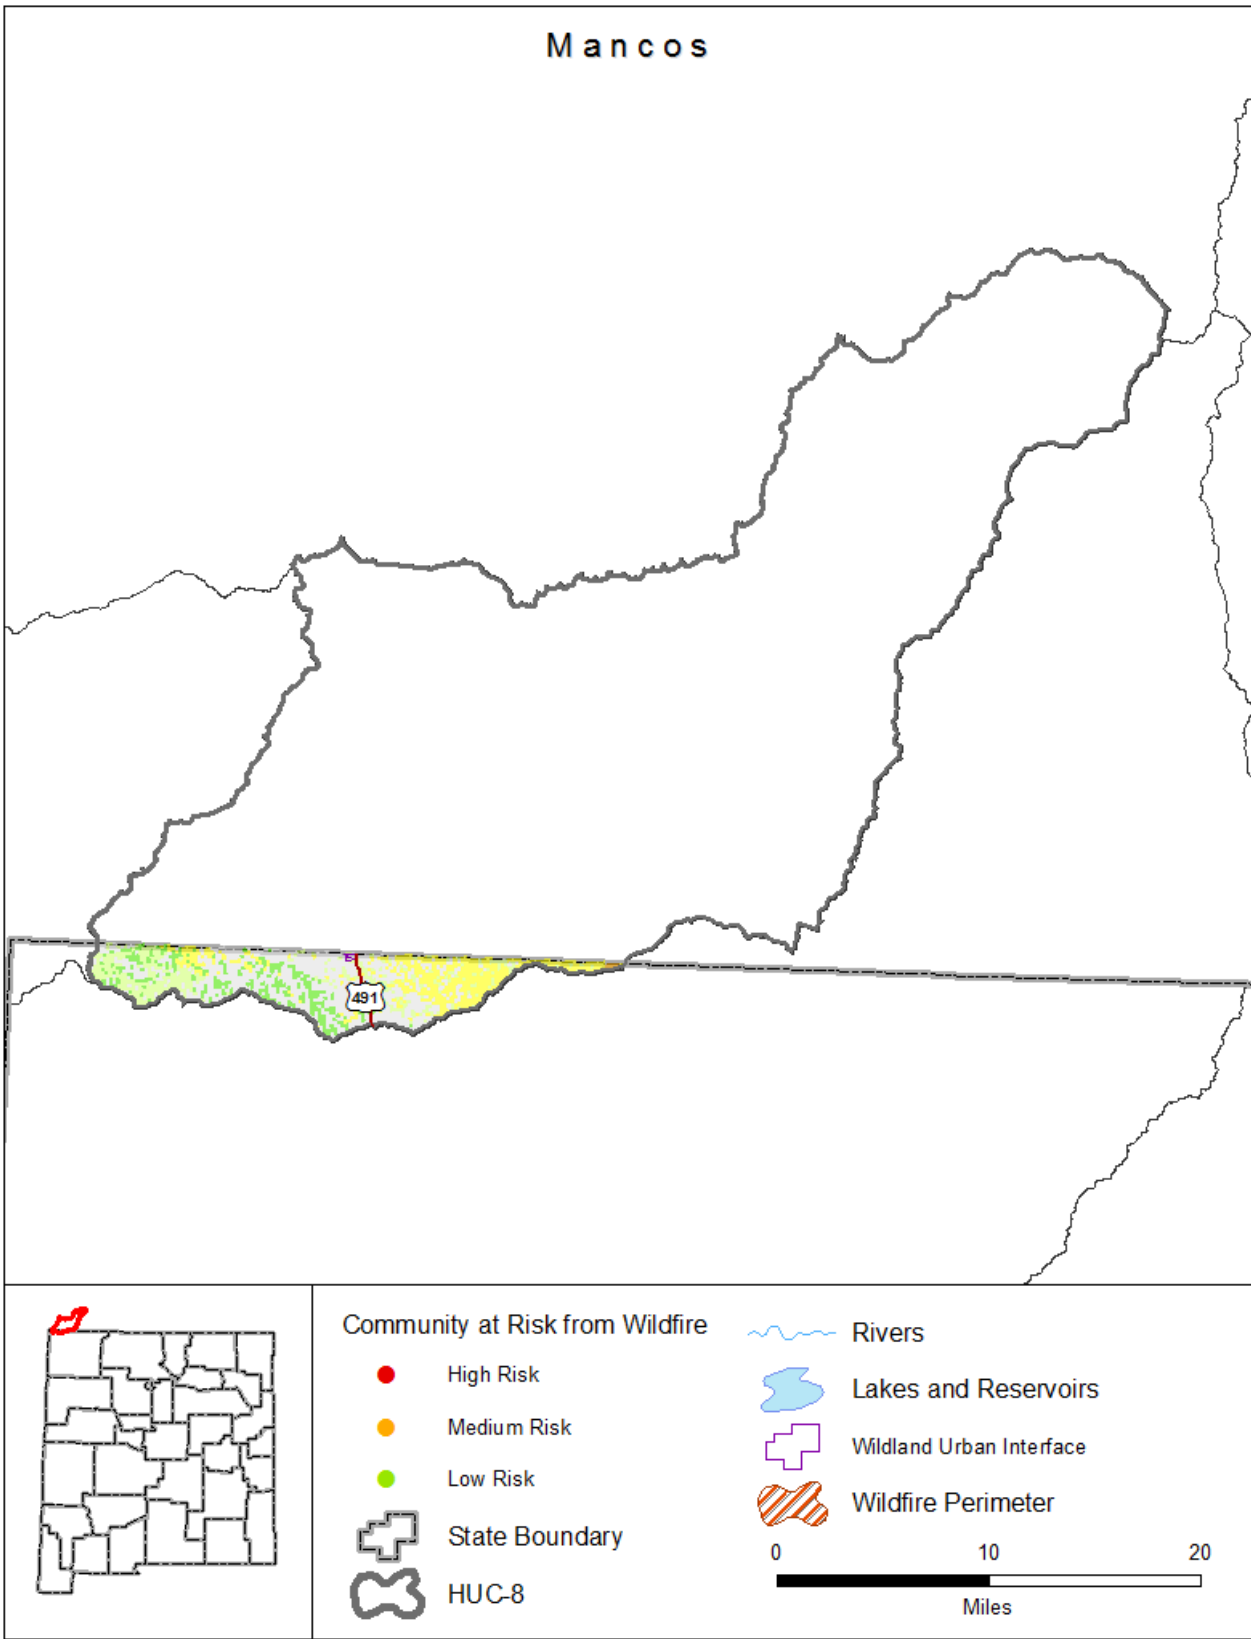 Mancos
491
Community at Risk from Wildfire
High Risk
Medium Risk
Low Risk
State Boundary
HUC-8
Rivers
Lakes and Reservoirs
Wildland Urban Interface
Wildfire Perimeter
0 10 20
Miles